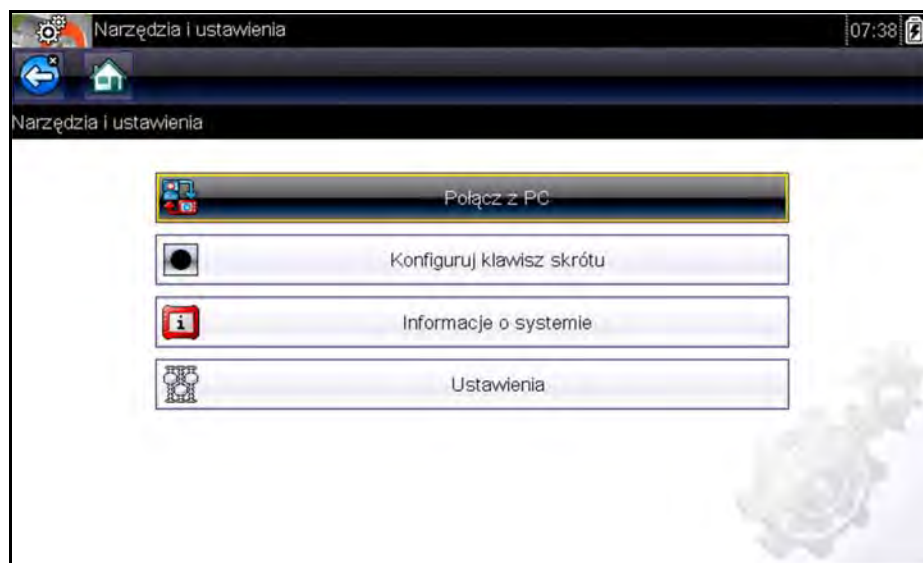 Narzędzia i ustawienia
07:38
Narzędzia i ustawienia
Połącz z PC
Konfiguruj klawisz skrótu
Informacje o systemie
Ustawienia